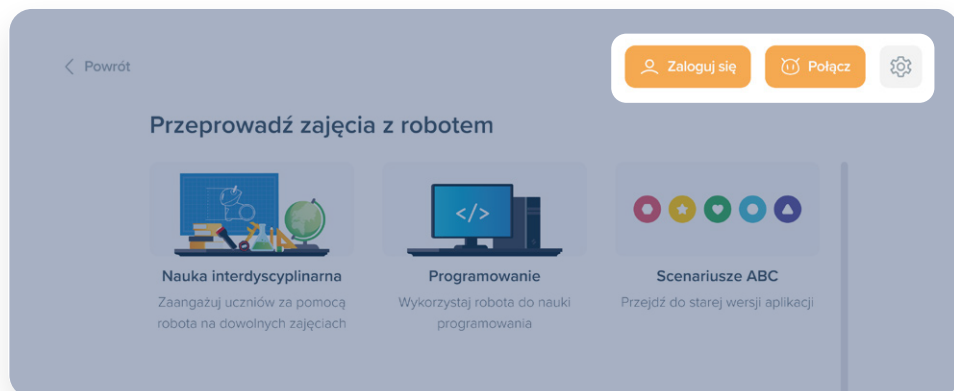 Powrót
Zaloguj się
Połącz
Przeprowadź zajęcia z robotem
</>
Nauka interdyscyplinarna
Zaangażuj uczniów za pomocą
robota na dowolnych zajęciach
Programowanie
Wykorzystaj robota do nauki
programowania
Scenariusze ABC
Przejdź do starej wersji aplikacji